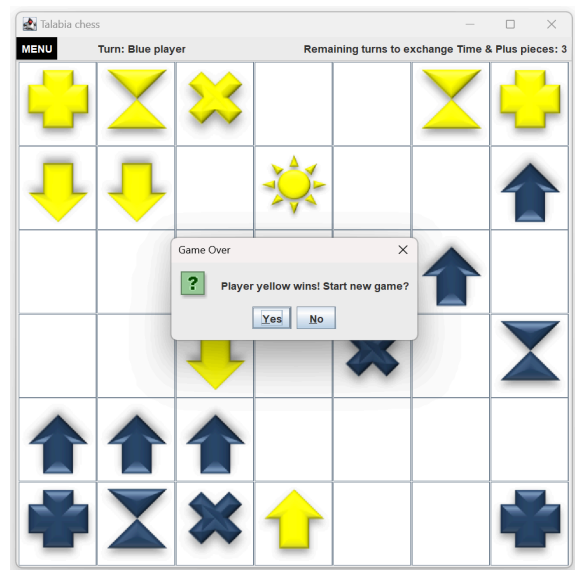 Talabia chess
MENU Turn: Blue player Remaining turns to exchange Time & Plus pieces: 3
Game Over
? Player yellow wins! Start new game?
Yes No